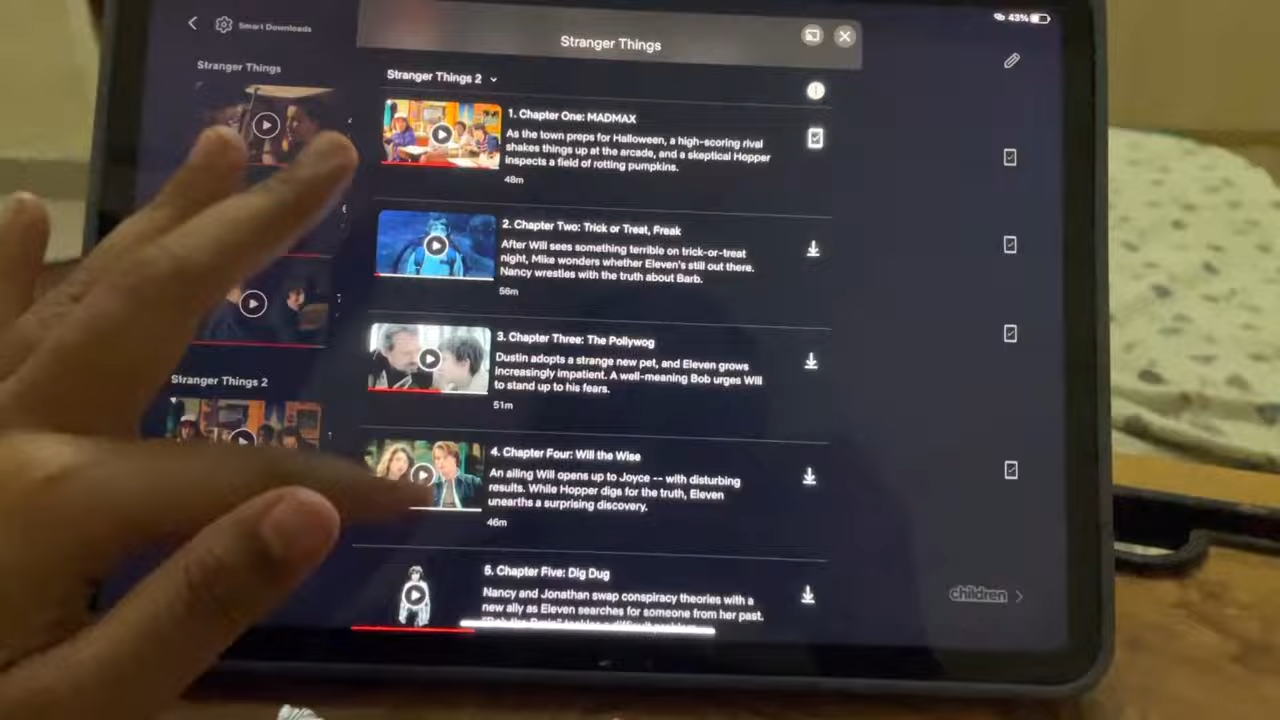 Smart Downloads
43%
Stranger Things
Stranger Things
Stranger Things 2
1. Chapter One: MADMAX
As the town preps for Halloween, a high-scoring rival
shakes things up at the arcade, and a skeptical Hopper
inspects a field of rotting pumpkins.
48m
2. Chapter Two: Trick or Treat, Freak
After Will sees something terrible on trick-or-treat
night, Mike wonders whether Eleven's still out there.
Nancy wrestles with the truth about Barb.
56m
3. Chapter Three: The Pollywog
Dustin adopts a strange new pet, and Eleven grows
increasingly impatient. A well-meaning Bob urges Will
to stand up to his fears.
51m
Stranger Things 2
4. Chapter Four: Will the Wise
An ailing Will opens up to Joyce -- with disturbing
results. While Hopper digs for the truth, Eleven
unearths a surprising discovery.
46m
5. Chapter Five: Dig Dug
Nancy and Jonathan swap conspiracy theories with a
new ally as Eleven searches for someone from her past.
children